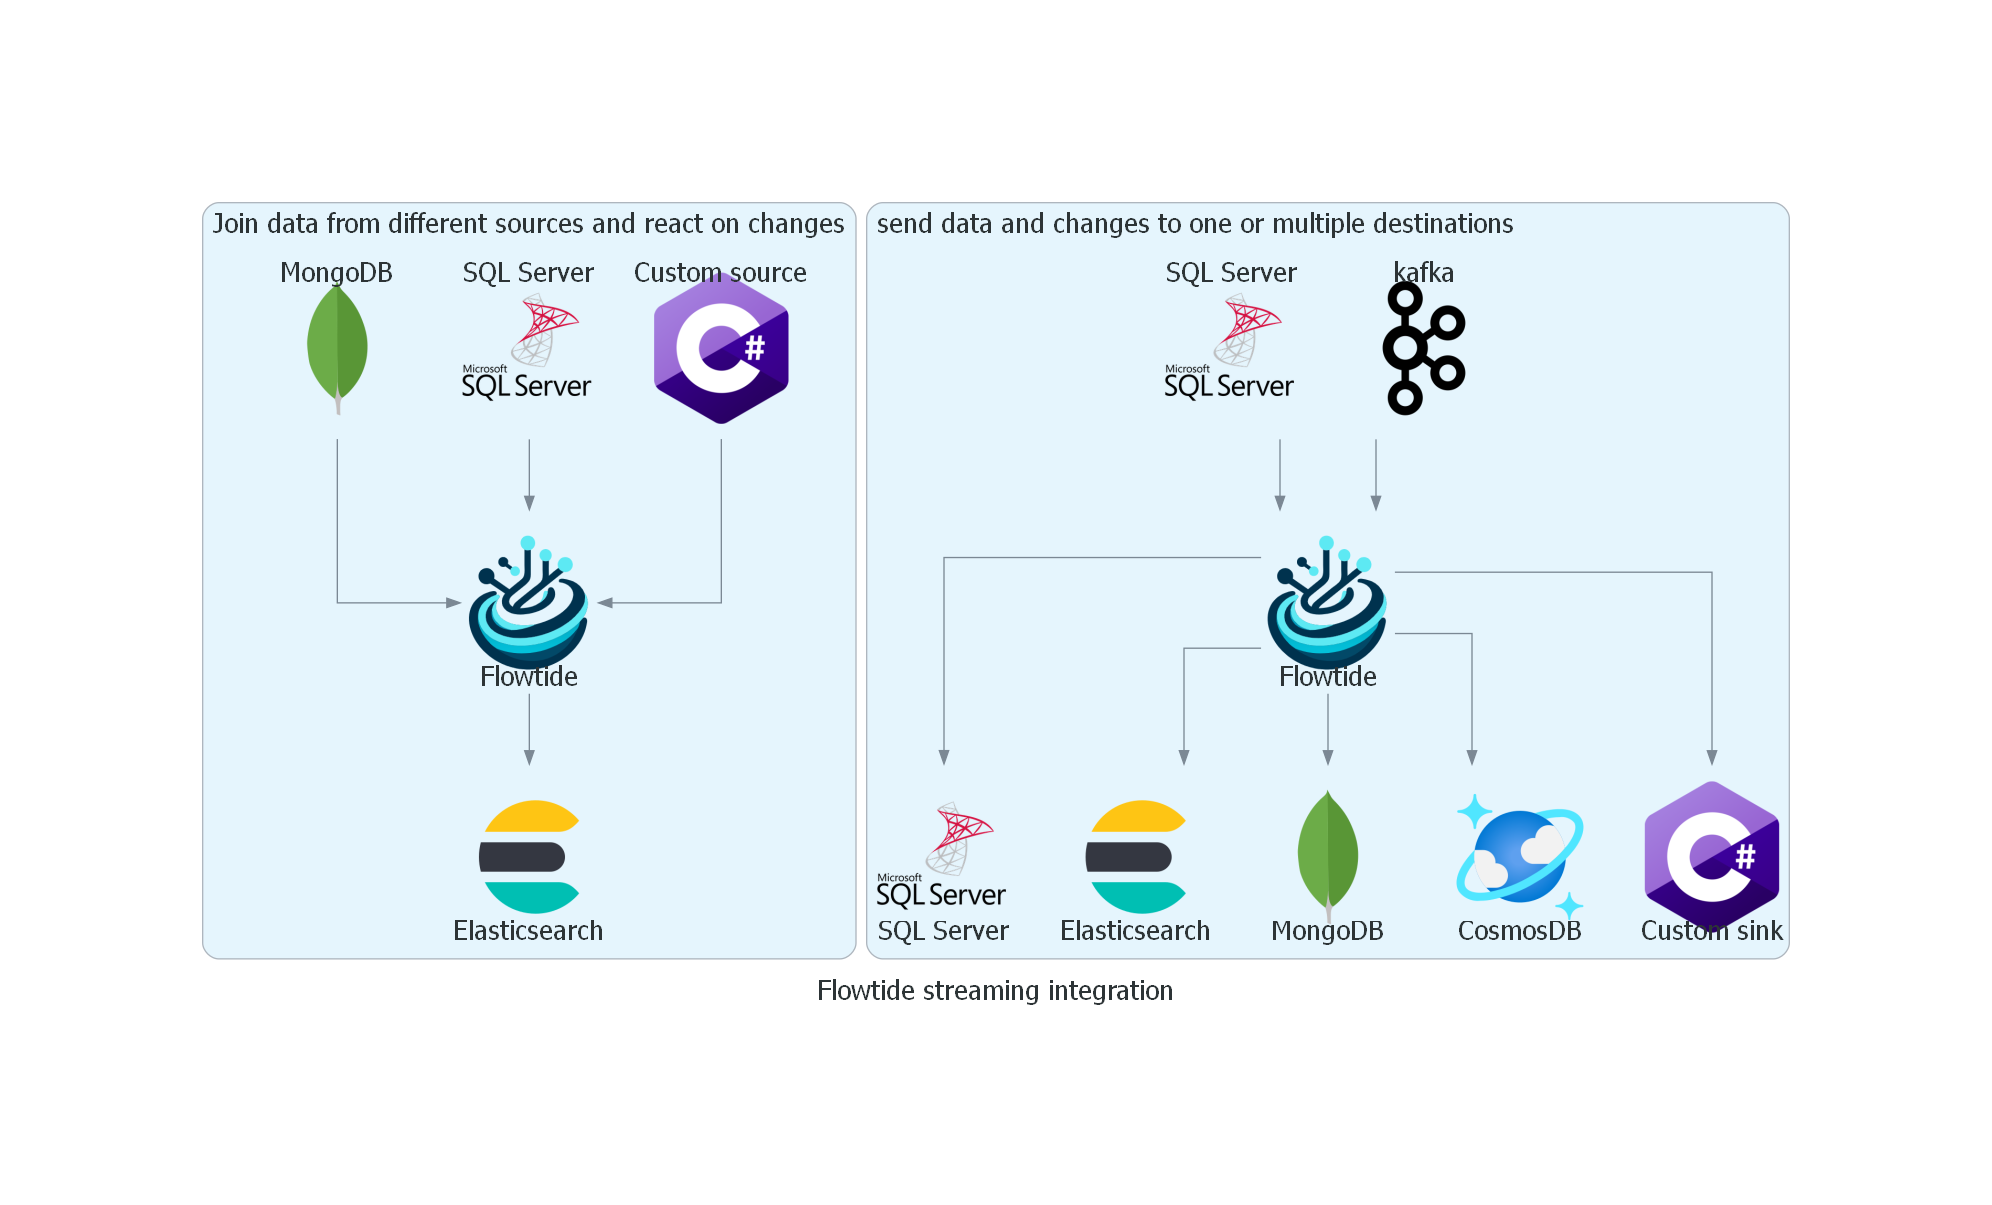 Join data from different sources and react on changes
MongoDB
SQL Server
Custom source
Microsoft
SQL Server
C#
Flowtide
Elasticsearch
send data and changes to one or multiple destinations
SQL Server
kafka
Microsoft
SQL Server
Flowtide
Microsoft
SQL Server
C#
SQL Server
Elasticsearch
MongoDB
CosmosDB
Custom sink
Flowtide streaming integration